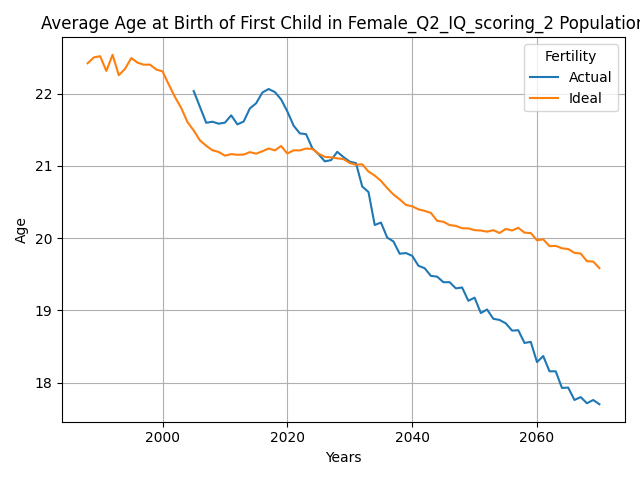 Average Age at Birth of First Child in Female_Q2_IQ_scoring_2 Population
Fertility
Actual
Ideal
22
21
20
19
18
Age
2000 2020 2040 2060
Years